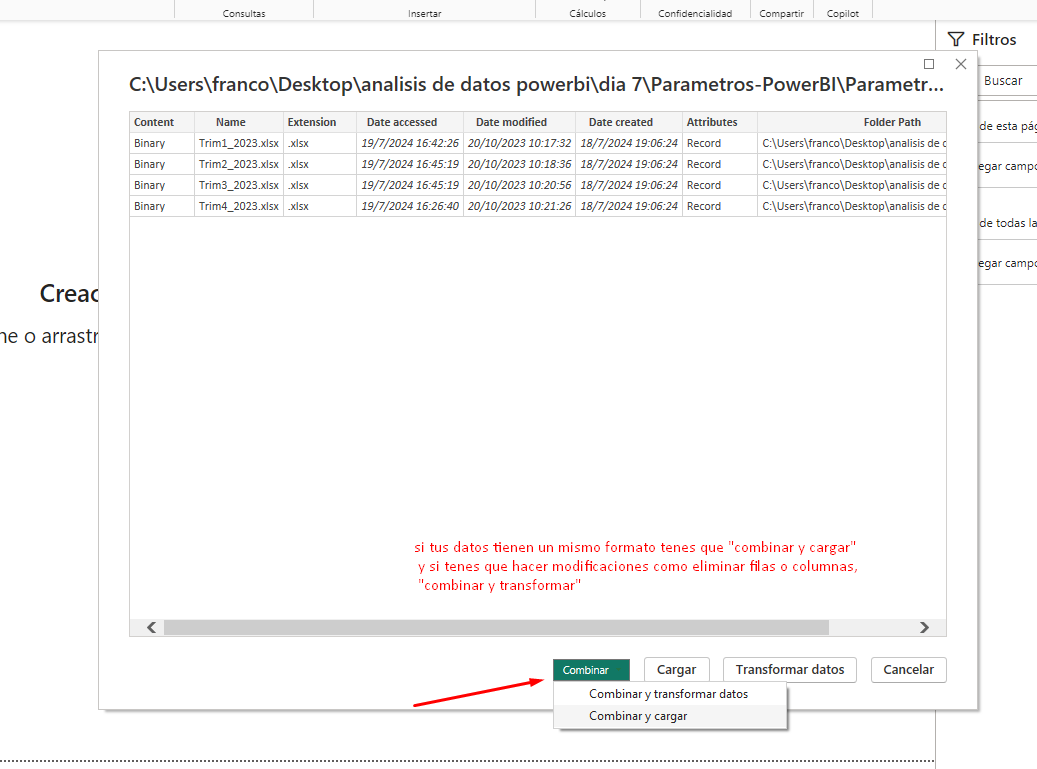 Consultas Insertar Cálculos Confidencialidad Compartir Copilot
Filtros
C:\Users\franco\Desktop\analisis de datos powerbi\dia 7\Parametros-PowerBI\Parametr...
Buscar
Content Name Extension Date accessed Date modified Date created Attributes Folder Path
de esta pág
Binary Trim1_2023.xlsx .xlsx 19/7/2024 16:42:26 20/10/2023 10:17:32 18/7/2024 19:06:24 Record C:\Users\franco\Desktop\analisis de d
Binary Trim2_2023.xlsx .xlsx 19/7/2024 16:45:19 20/10/2023 10:18:36 18/7/2024 19:06:24 Record C:\Users\franco\Desktop\analisis de d
egar campo
Binary Trim3_2023.xlsx .xlsx 19/7/2024 16:45:19 20/10/2023 10:20:56 18/7/2024 19:06:24 Record C:\Users\franco\Desktop\analisis de d
Binary Trim4_2023.xlsx .xlsx 19/7/2024 16:26:40 20/10/2023 10:21:26 18/7/2024 19:06:24 Record C:\Users\franco\Desktop\analisis de d
de todas la
egar campo
Creac
ne o arrastr
si tus datos tienen un mismo formato tenes que "combinar y cargar"
y si tenes que hacer modificaciones como eliminar filas o columnas,
"combinar y transformar"
Combinar Cargar Transformar datos Cancelar
Combinar y transformar datos
Combinar y cargar